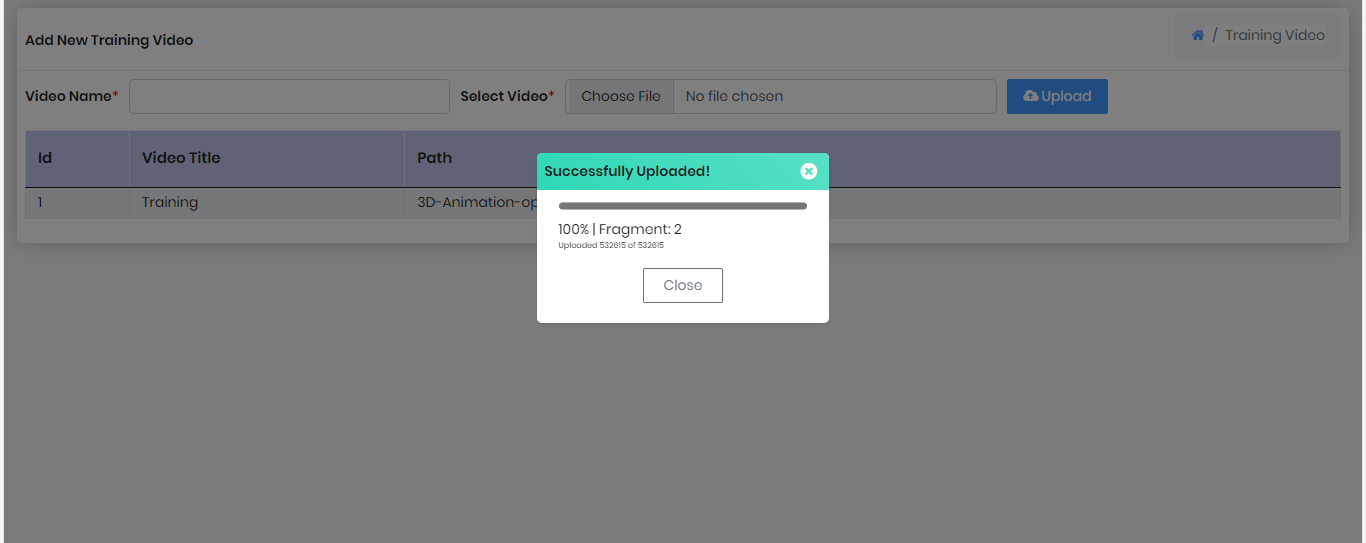 Add New Training Video
/ Training Video
Video Name* Select Video* Choose File No file chosen Upload
Id Video Title Path
1 Training 3D-Animation-op
Successfully Uploaded!
100% | Fragment: 2
Uploaded 532615 of 532615
Close